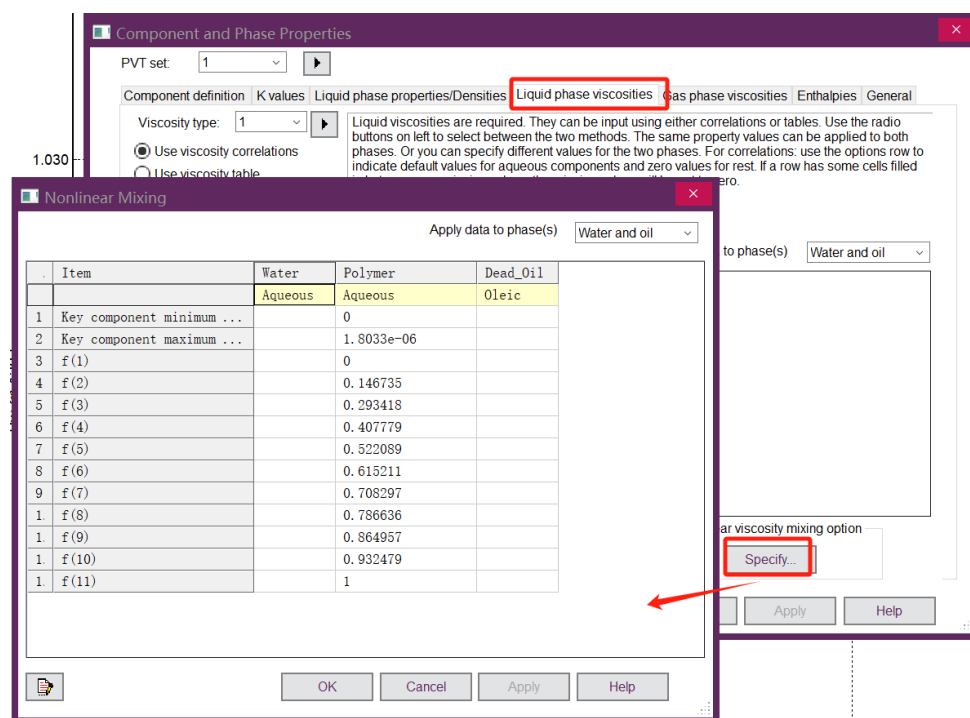 Component and Phase Properties
PVT set: 1
Component definition K values Liquid phase properties/Densities Liquid phase viscosities Gas phase viscosities Enthalpies General
Viscosity type: 1
Use viscosity correlations
Use viscosity table
Liquid viscosities are required. They can be input using either correlations or tables. Use the radio
buttons on left to select between the two methods. The same property values can be applied to both
phases. Or you can specify different values for the two phases. For correlations: use the options row to
indicate default values for aqueous components and zero values for rest. If a row has some cells filled
1.030
Nonlinear Mixing
Apply data to phase(s) Water and oil
to phase(s) Water and oil
. Item Water Polymer Dead_Oil
Aqueous Aqueous Oleic
1 Key component minimum ... 0
2 Key component maximum ... 1.8033e-06
3 f(1) 0
4 f(2) 0.146735
5 f(3) 0.293418
6 f(4) 0.407779
7 f(5) 0.522089
8 f(6) 0.615211
9 f(7) 0.708297
1. f(8) 0.786636
1. f(9) 0.864957
1. f(10) 0.932479
1. f(11) 1
ar viscosity mixing option
Specify...
Apply Help
OK Cancel Apply Help